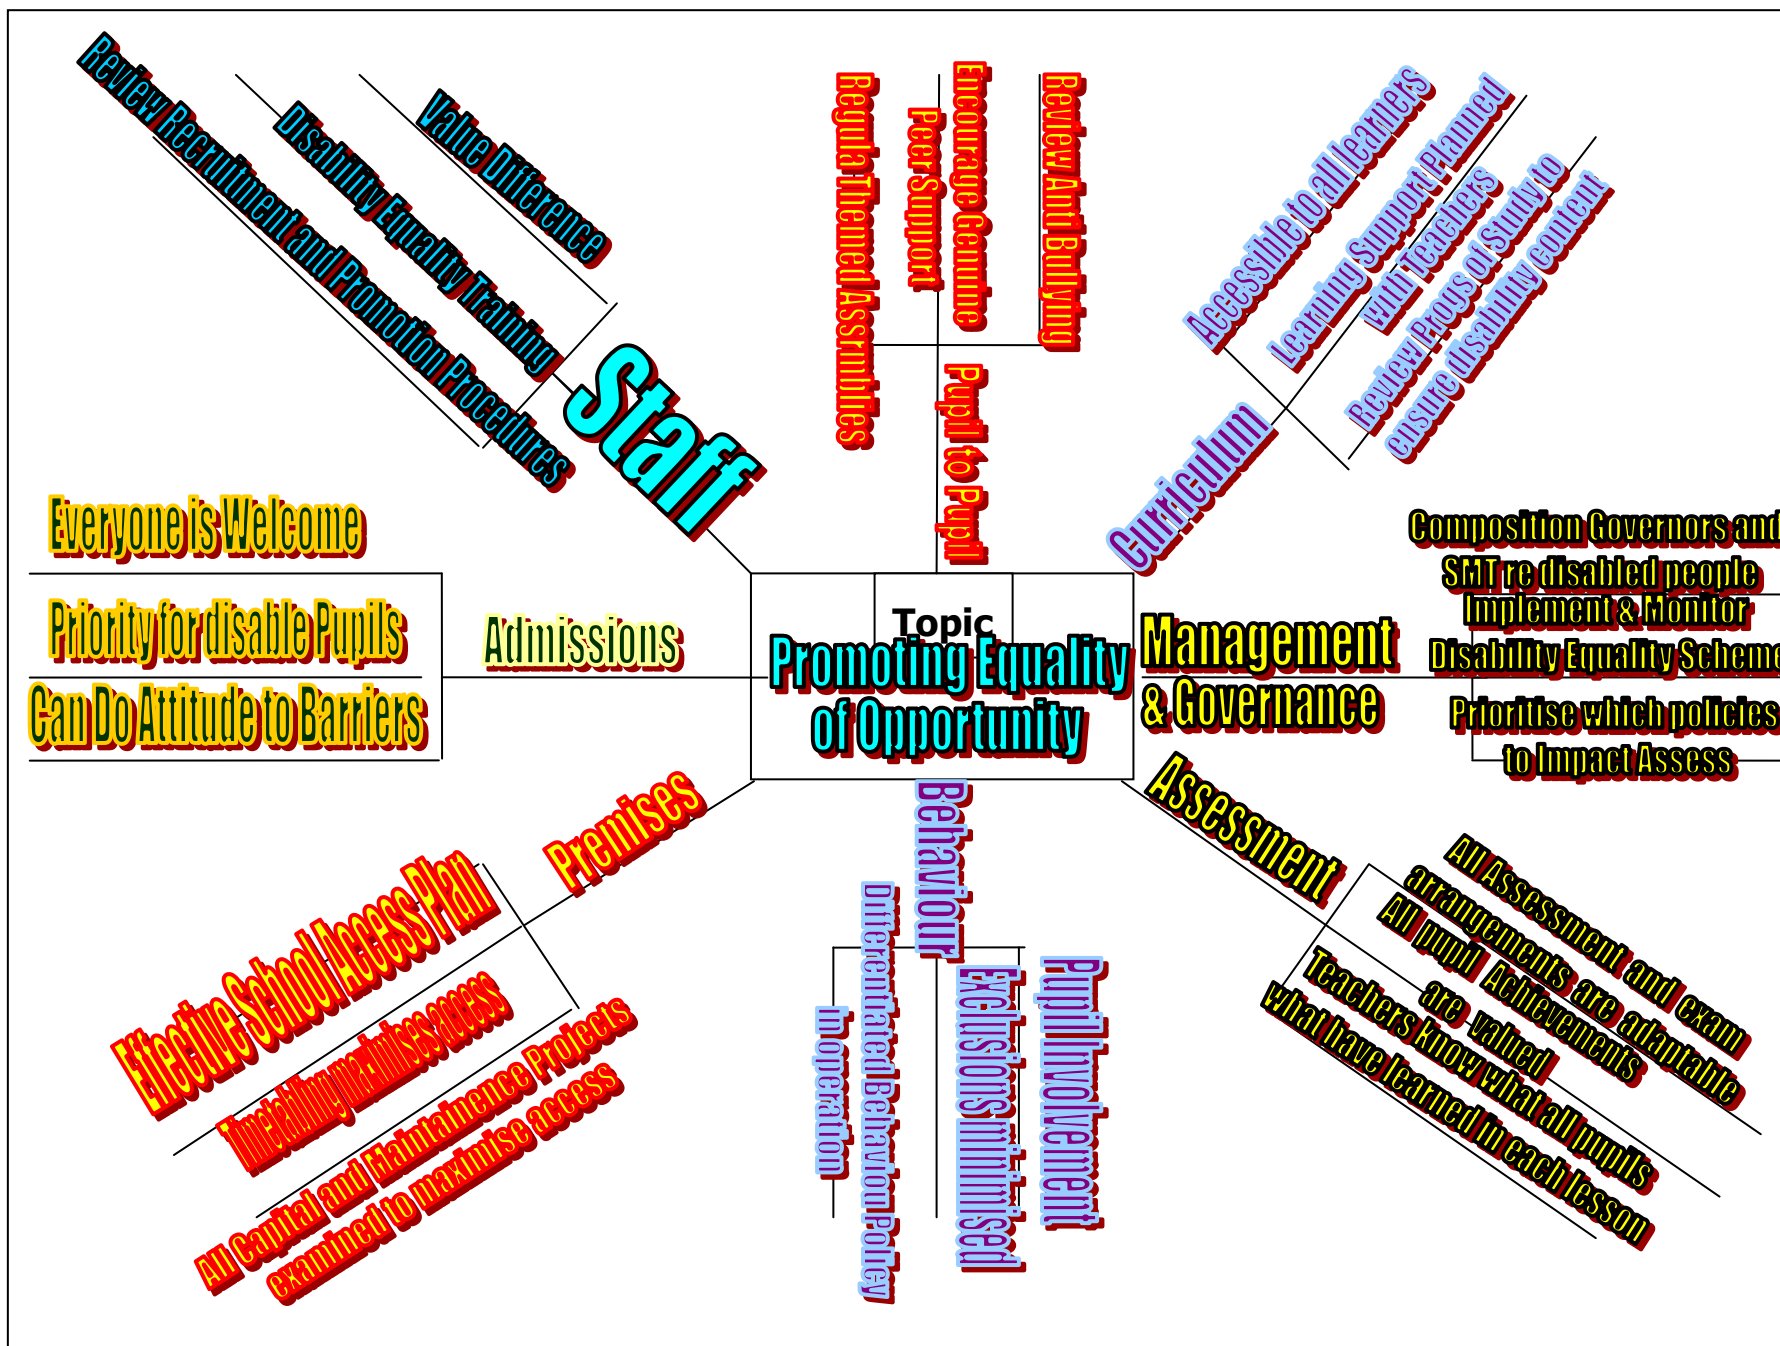 Review Recruitment and Promotion Procedures
Disability Equality Training
Value Difference
Staff
Regula Themed Assrmblies
Encourage Genuine
Peer Support
Review Anti Bullying
Pupil to Pupil
Accessible to all learners
Learning Support Planned
with Teachers
Review Progs of Study to
ensure disability content
Curriculum
Everyone is Welcome
Priority for disable Pupils
Can Do Attitude to Barriers
Admissions
Topic
Promoting Equality
of Opportunity
Management
& Governance
Composition Governors and
SMT re disabled people
Implement & Monitor
Disability Equality Scheme
Prioritise which policies
to Impact Assess
Premises
Effective School Access Plan
Timetabling maximises access
All Capital and Maintainence Projects
examined to maximise access
Behaviour
Differentiated Behaviou Policy
in operation
Exclusions minimised
Pupil Involvement
Assessment
All Assessment and exam
arrangements are adaptable
All pupil Achievements
are valued
Teachers know what all pupils
what have learned in each lesson